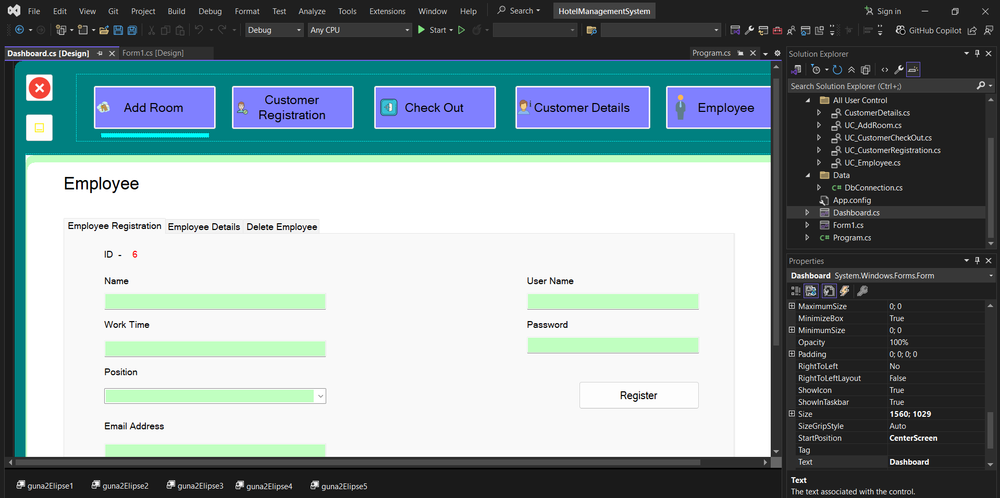 File Edit View Git Project Build Debug Format Test Analyze Tools Extensions Window Help Search HotelManagementSystem Sign in
Debug Any CPU Start GitHub Copilot
Dashboard.cs [Design] Form1.cs [Design] Program.cs
Add Room
Customer
Registration
Check Out
Customer Details
Employee
Employee
Employee Registration Employee Details Delete Employee
ID - 6
Name User Name
Work Time Password
Position
Register
Email Address
guna2Elipse1 guna2Elipse2 guna2Elipse3 guna2Elipse4 guna2Elipse5
Solution Explorer
Search Solution Explorer (Ctrl+;)
All User Control
CustomerDetails.cs
UC_AddRoom.cs
UC_CustomerCheckOut.cs
UC_CustomerRegistration.cs
UC_Employee.cs
Data
C# DbConnection.cs
App.config
Dashboard.cs
Form1.cs
C# Program.cs
Properties
Dashboard System.Windows.Forms.Form
MaximumSize 0; 0
MinimizeBox True
MinimumSize 0; 0
Opacity 100%
Padding 0; 0; 0; 0
RightToLeft No
RightToLeftLayout False
ShowIcon True
ShowInTaskbar True
Size 1560; 1029
SizeGripStyle Auto
StartPosition CenterScreen
Tag
Text Dashboard
Text
The text associated with the control.